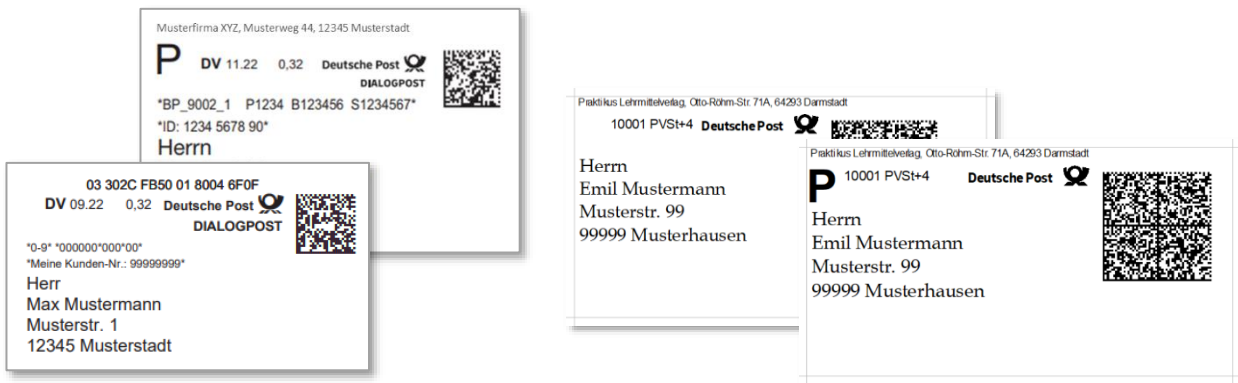 Musterfirma XYZ, Musterweg 44, 12345 Musterstadt
P DV 11.22 0,32 Deutsche Post
DIALOGPOST
*BP_9002_1 P1234 B123456 S1234567*
*ID: 1234 5678 90*
Herrn
03 302C FB50 01 8004 6F0F
DV 09.22 0,32 Deutsche Post
DIALOGPOST
*0-9* *000000*000*00*
*Meine Kunden-Nr.: 99999999*
Herr
Max Mustermann
Musterstr. 1
12345 Musterstadt
Praktikus Lehrmittelverlag, Otto-Röhm-Str. 71A, 64293 Darmstadt
10001 PVSt+4 Deutsche Post
Herrn
Emil Mustermann
Musterstr. 99
99999 Musterhausen
Praktikus Lehrmittelverlag, Otto-Röhm-Str. 71A, 64293 Darmstadt
P 10001 PVSt+4 Deutsche Post
Herrn
Emil Mustermann
Musterstr. 99
99999 Musterhausen